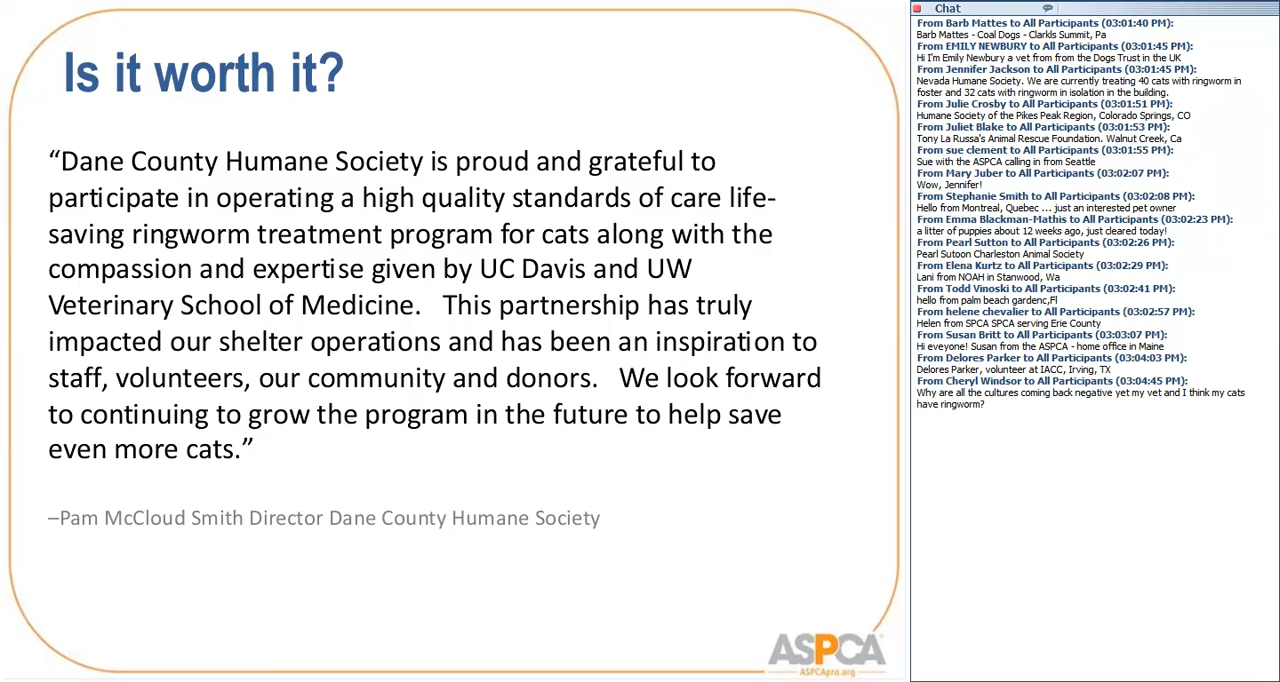 Is it worth it?
“Dane County Humane Society is proud and grateful to
participate in operating a high quality standards of care life-
saving ringworm treatment program for cats along with the
compassion and expertise given by UC Davis and UW
Veterinary School of Medicine.   This partnership has truly
impacted our shelter operations and has been an inspiration to
staff, volunteers, our community and donors.   We look forward
to continuing to grow the program in the future to help save
even more cats.”
–Pam McCloud Smith Director Dane County Humane Society
ASPCA
ASPCApro.org
Chat
From Barb Mattes to All Participants (03:01:40 PM):
Barb Mattes - Coal Dogs - Clarkls Summit, Pa
From EMILY NEWBURY to All Participants (03:01:45 PM):
Hi I'm Emily Newbury a vet from from the Dogs Trust in the UK
From Jennifer Jackson to All Participants (03:01:45 PM):
Nevada Humane Society. We are currently treating 40 cats with ringworm in
foster and 32 cats with ringworm in isolation in the building.
From Julie Crosby to All Participants (03:01:51 PM):
Humane Society of the Pikes Peak Region, Colorado Springs, CO
From Juliet Blake to All Participants (03:01:53 PM):
Tony La Russa's Animal Rescue Foundation. Walnut Creek, Ca
From sue clement to All Participants (03:01:55 PM):
Sue with the ASPCA calling in from Seattle
From Mary Juber to All Participants (03:02:07 PM):
Wow, Jennifer!
From Stephanie Smith to All Participants (03:02:08 PM):
Hello from Montreal, Quebec ... just an interested pet owner
From Emma Blackman-Mathis to All Participants (03:02:23 PM):
a litter of puppies about 12 weeks ago, just cleared today!
From Pearl Sutton to All Participants (03:02:26 PM):
Pearl Sutoon Charleston Animal Society
From Elena Kurtz to All Participants (03:02:29 PM):
Lani from NOAH in Stanwood, Wa
From Todd Vinoski to All Participants (03:02:41 PM):
hello from palm beach gardenc,Fl
From helene chevalier to All Participants (03:02:57 PM):
Helen from SPCA SPCA serving Erie County
From Susan Britt to All Participants (03:03:07 PM):
Hi eveyone! Susan from the ASPCA - home office in Maine
From Delores Parker to All Participants (03:04:03 PM):
Delores Parker, volunteer at IACC, Irving, TX
From Cheryl Windsor to All Participants (03:04:45 PM):
Why are all the cultures coming back negative yet my vet and I think my cats
have ringworm?